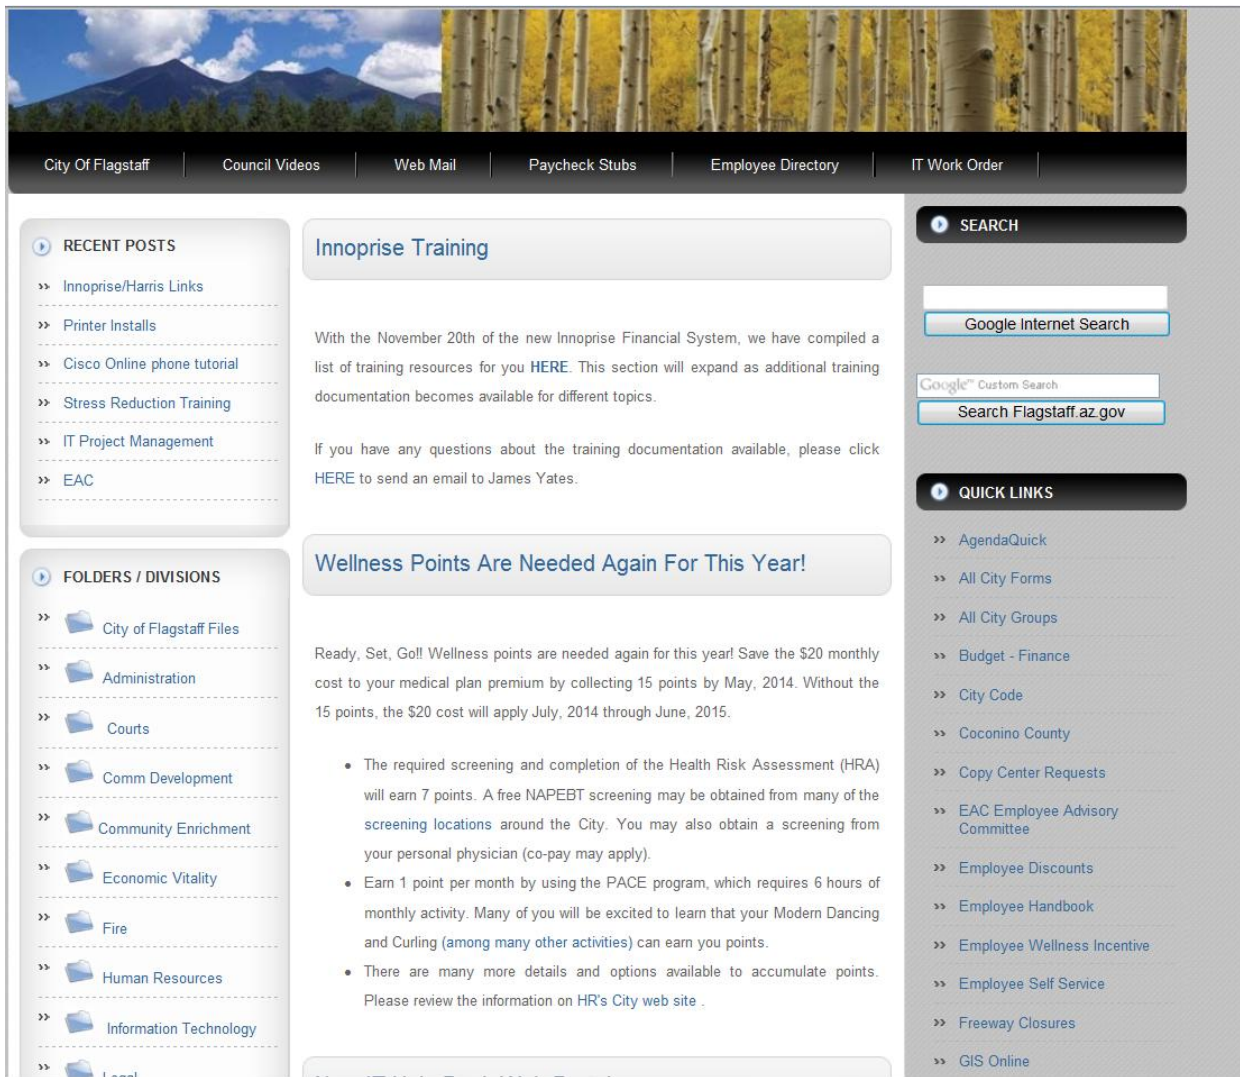 City Of Flagstaff
Council Videos
Web Mail
Paycheck Stubs
Employee Directory
IT Work Order
RECENT POSTS
Innoprise/Harris Links
Printer Installs
Cisco Online phone tutorial
Stress Reduction Training
IT Project Management
EAC
FOLDERS / DIVISIONS
City of Flagstaff Files
Administration
Courts
Comm Development
Community Enrichment
Economic Vitality
Fire
Human Resources
Information Technology
Legal
Innoprise Training
With the November 20th of the new Innoprise Financial System, we have compiled a
list of training resources for you HERE. This section will expand as additional training
documentation becomes available for different topics.
If you have any questions about the training documentation available, please click
HERE to send an email to James Yates.
Wellness Points Are Needed Again For This Year!
Ready, Set, Go!! Wellness points are needed again for this year! Save the $20 monthly
cost to your medical plan premium by collecting 15 points by May, 2014. Without the
15 points, the $20 cost will apply July, 2014 through June, 2015.
• The required screening and completion of the Health Risk Assessment (HRA)
will earn 7 points. A free NAPEBT screening may be obtained from many of the
screening locations around the City. You may also obtain a screening from
your personal physician (co-pay may apply).
• Earn 1 point per month by using the PACE program, which requires 6 hours of
monthly activity. Many of you will be excited to learn that your Modern Dancing
and Curling (among many other activities) can earn you points.
• There are many more details and options available to accumulate points.
Please review the information on HR's City web site .
SEARCH
Google Internet Search
Google™ Custom Search
Search Flagstaff.az.gov
QUICK LINKS
AgendaQuick
All City Forms
All City Groups
Budget - Finance
City Code
Coconino County
Copy Center Requests
EAC Employee Advisory
Committee
Employee Discounts
Employee Handbook
Employee Wellness Incentive
Employee Self Service
Freeway Closures
GIS Online